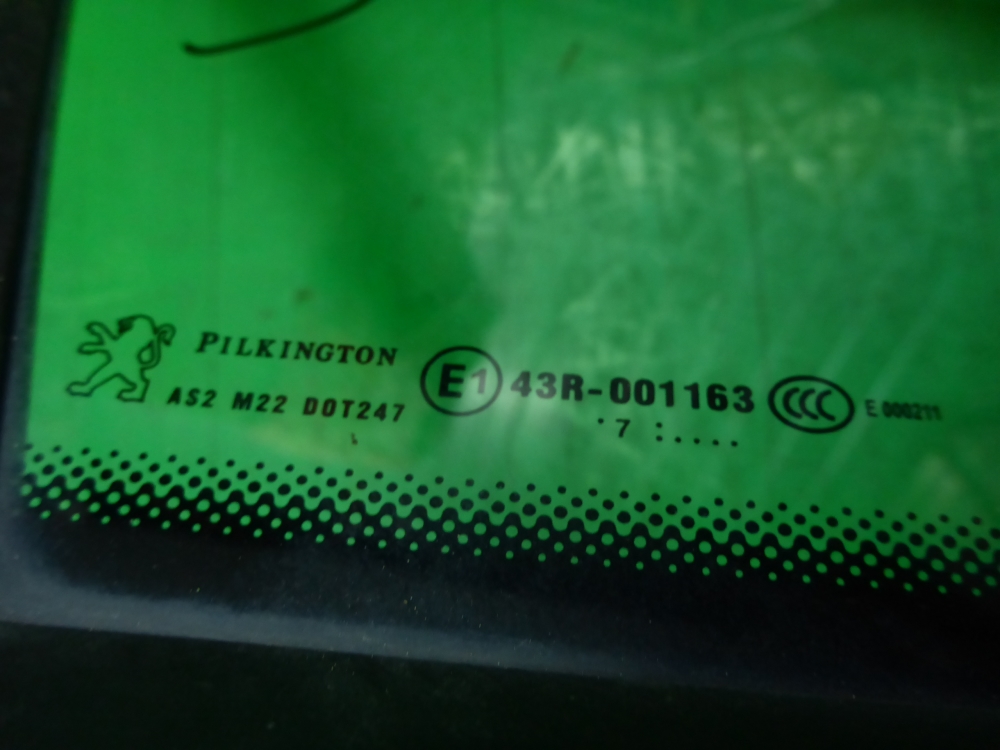 PILKINGTON
AS2 M22 DOT247
E1 43R-001163
CCC E 000211
·7 :....